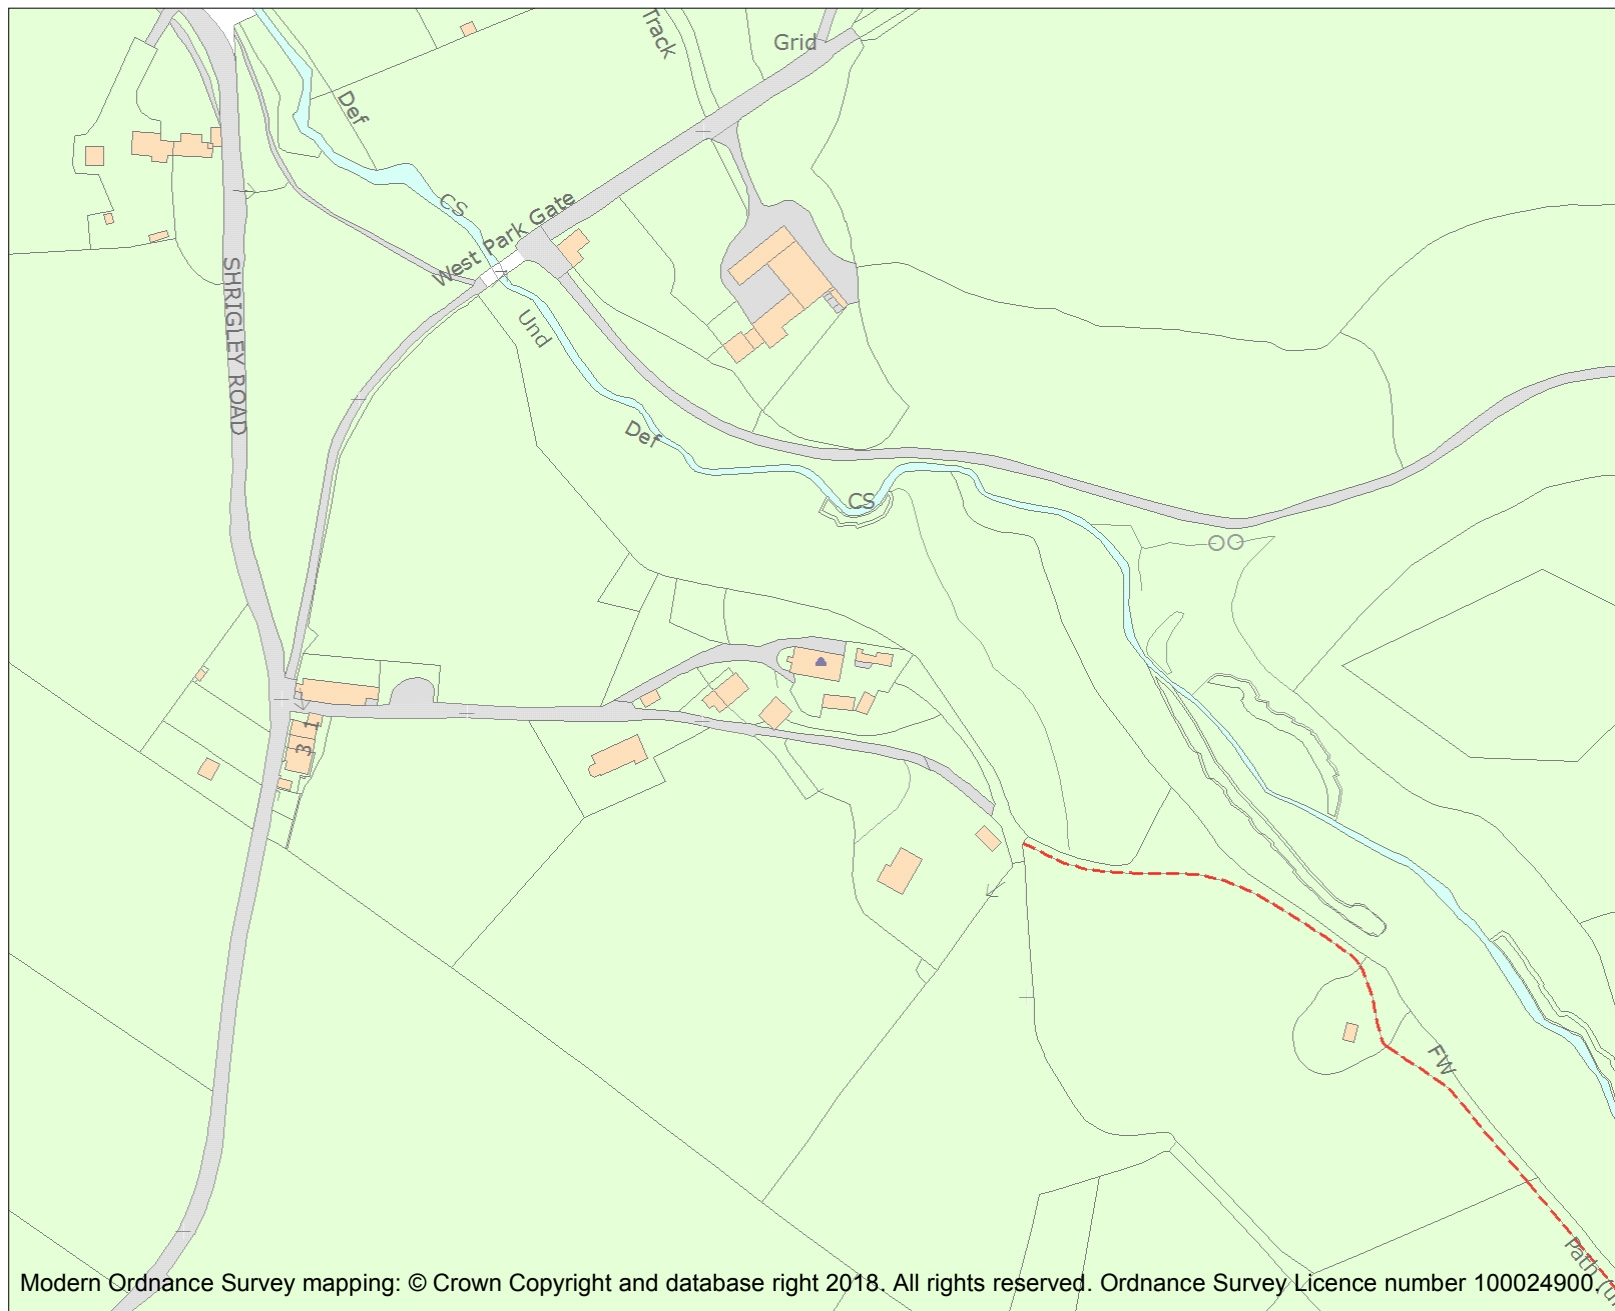 Track
Grid
Def
CS
West Park Gate
SHRIGLEY ROAD
Und
Def
CS
1
3
FW
Path
Modern Ordnance Survey mapping: © Crown Copyright and database right 2018. All rights reserved. Ordnance Survey Licence number 100024900.